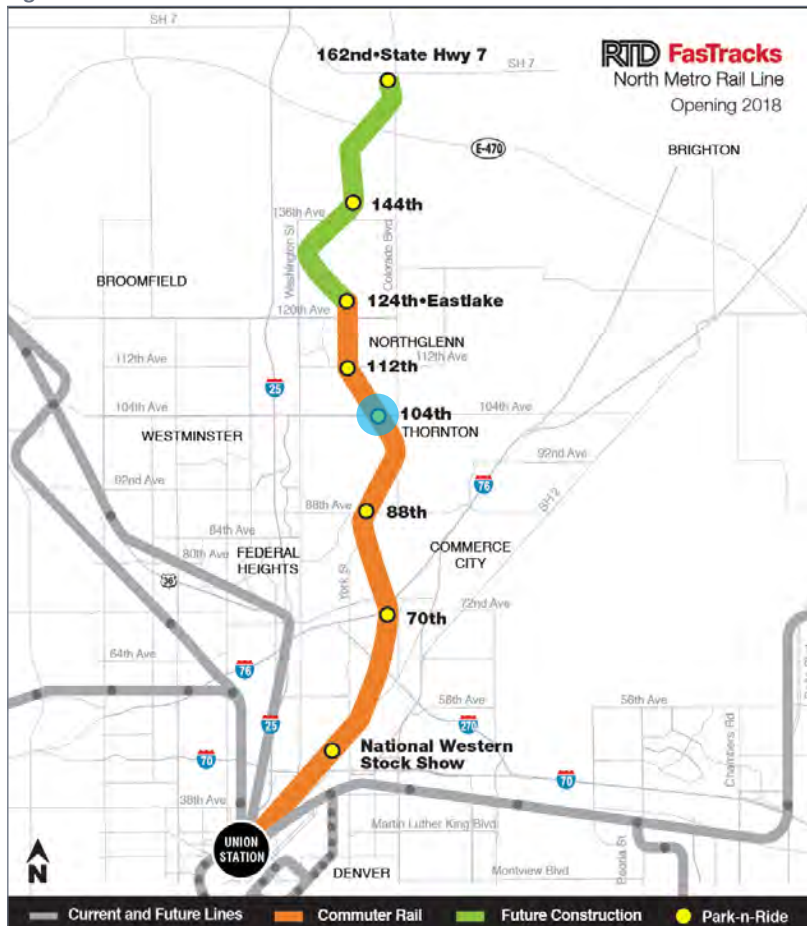 SH 7
162nd•State Hwy 7
SH 7
RTD FasTracks
North Metro Rail Line
Opening 2018
E-470
BRIGHTON
144th
136th Ave
Washington St
Colorado Blvd
BROOMFIELD
124th•Eastlake
120th Ave
NORTHGLENN
112th Ave
112th Ave
112th
25
104th Ave
104th
104th Ave
WESTMINSTER
THORNTON
92nd Ave
92nd Ave
76
SH 2
88th Ave
88th
84th Ave
80th Ave
FEDERAL
HEIGHTS
COMMERCE
CITY
36
York St
72nd Ave
70th
64th Ave
76
58th Ave
56th Ave
25
270
Chambers Rd
National Western
Stock Show
70
70
38th Ave
UNION
STATION
Martin Luther King Blvd
Peoria St
N
DENVER
Montview Blvd
Current and Future Lines
Commuter Rail
Future Construction
Park-n-Ride